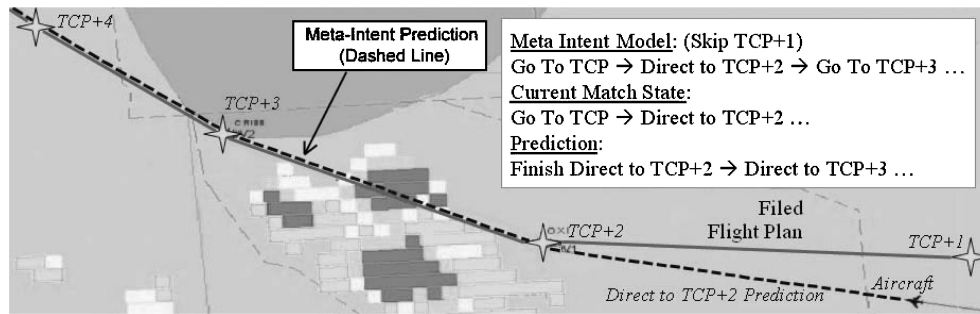 TCP+4
Meta-Intent Prediction
(Dashed Line)
Meta Intent Model: (Skip TCP+1)
Go To TCP → Direct to TCP+2 → Go To TCP+3 …
Current Match State:
Go To TCP → Direct to TCP+2 …
Prediction:
Finish Direct to TCP+2 → Direct to TCP+3 …
TCP+3
Filed
Flight Plan
TCP+2
TCP+1
Direct to TCP+2 Prediction
Aircraft